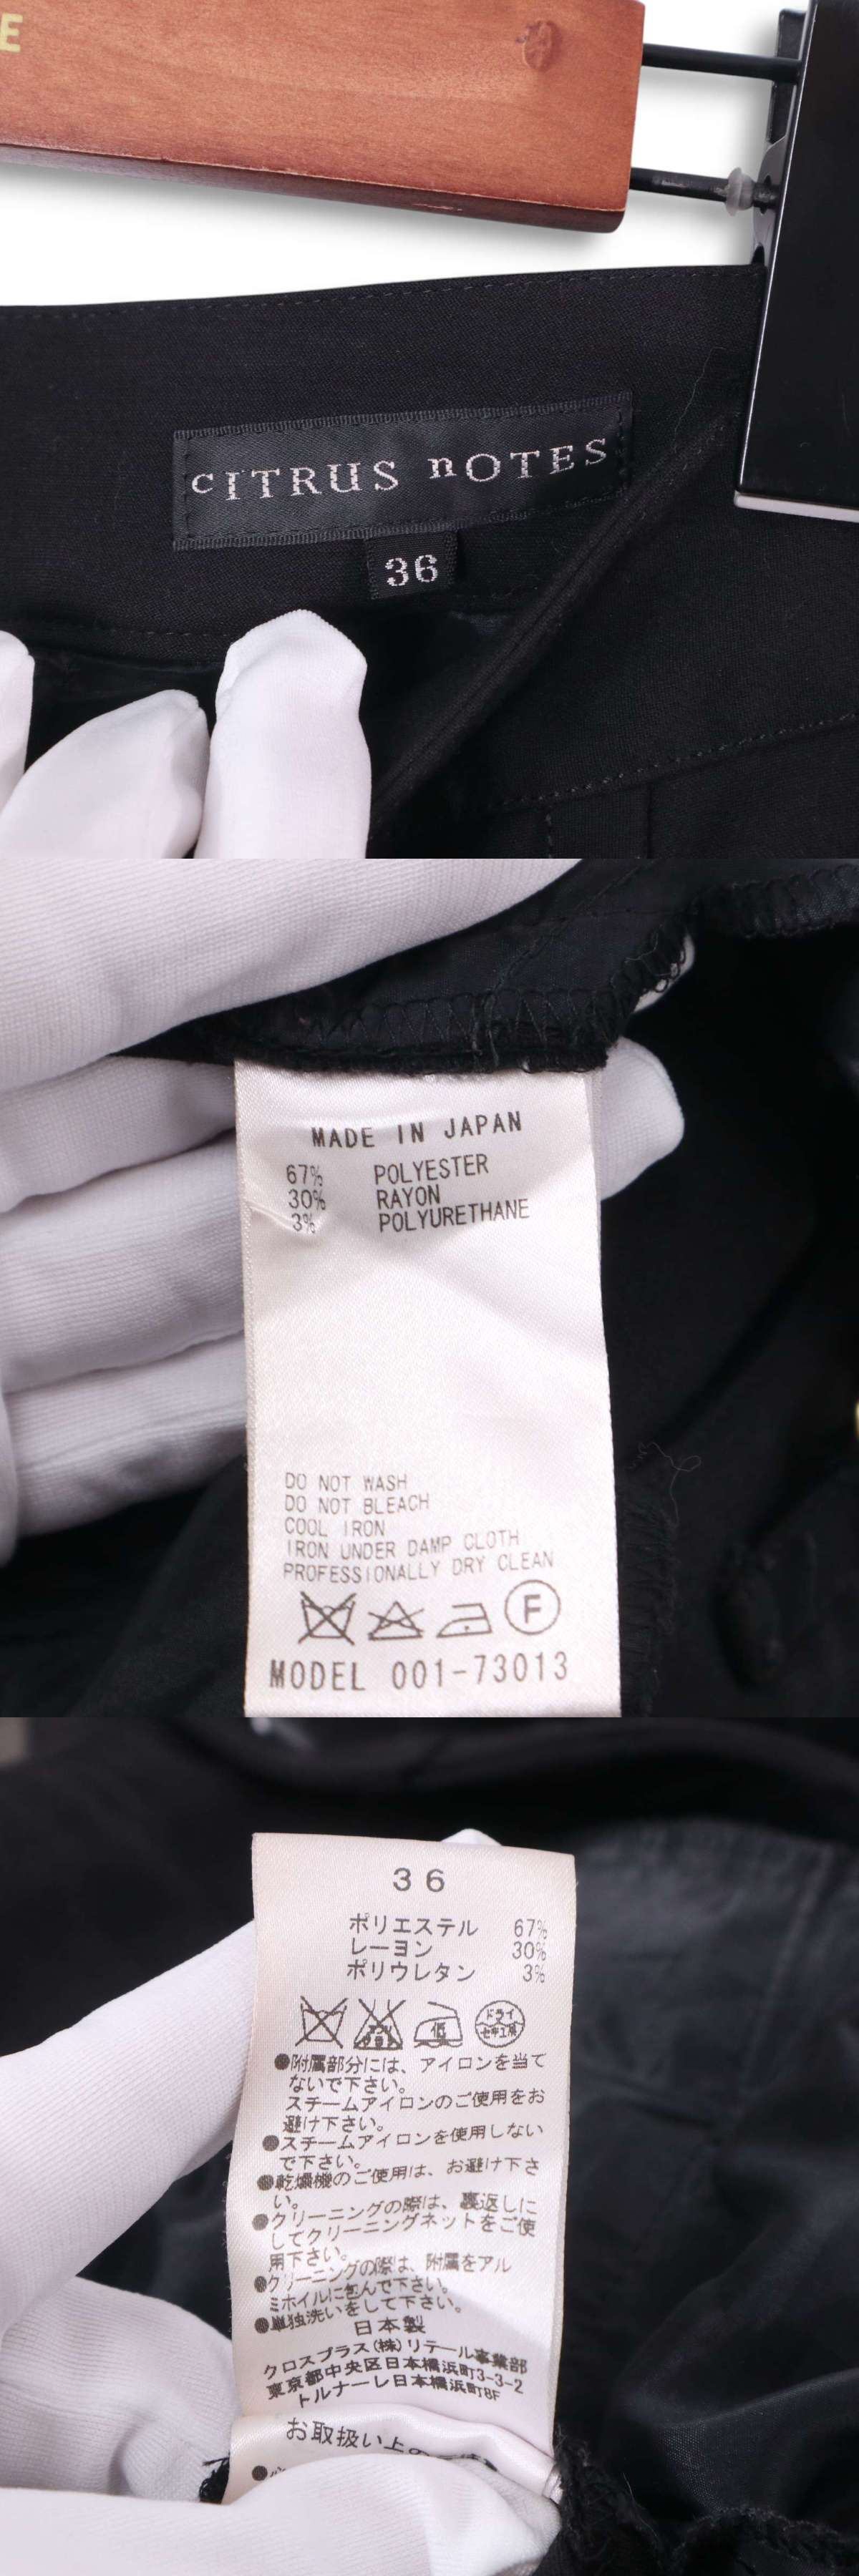 E
cITRUS nOTES
36
MADE IN JAPAN
67% POLYESTER
30% RAYON
3% POLYURETHANE
DO NOT WASH
DO NOT BLEACH
COOL IRON
IRON UNDER DAMP CLOTH
PROFESSIONALLY DRY CLEAN
F
MODEL 001-73013
36
ポリエステル 67%
レーヨン 30%
ポリウレタン 3%
低 ドライ
セキユ系
●附属部分には、アイロンを当て
ないで下さい。
スチームアイロンのご使用をお
避け下さい。
●スチームアイロンを使用しない
で下さい。
●乾燥機のご使用は、お避け下さ
い。
●クリーニングの際は、裏返しに
してクリーニングネットをご使
用下さい。
●クリーニングの際は、附属をアル
ミホイルに包んで下さい。
●単独洗いをして下さい。
日本製
クロスプラス(株)リテール事業部
東京都中央区日本橋浜町3-3-2
トルナーレ日本橋浜町8F
お取扱い上の